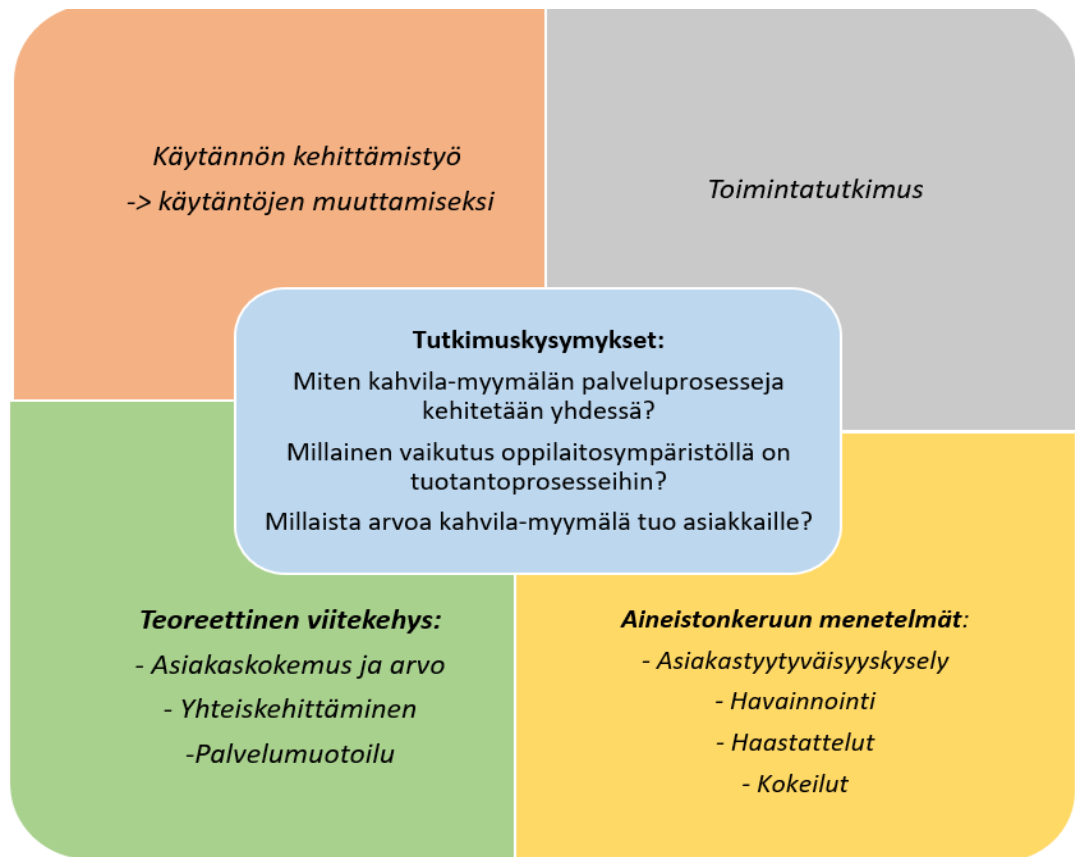 Käytännön kehittämistyö
-> käytäntöjen muuttamiseksi
Toimintatutkimus
Tutkimuskysymykset:
Miten kahvila-myymälän palveluprosesseja
kehitetään yhdessä?
Millainen vaikutus oppilaitosympäristöllä on
tuotantoprosesseihin?
Millaista arvoa kahvila-myymälä tuo asiakkaille?
Teoreettinen viitekehys:
- Asiakaskokemus ja arvo
- Yhteiskehittäminen
-Palvelumuotoilu
Aineistonkeruun menetelmät:
- Asiakastyytyväisyyskysely
- Havainnointi
- Haastattelut
- Kokeilut